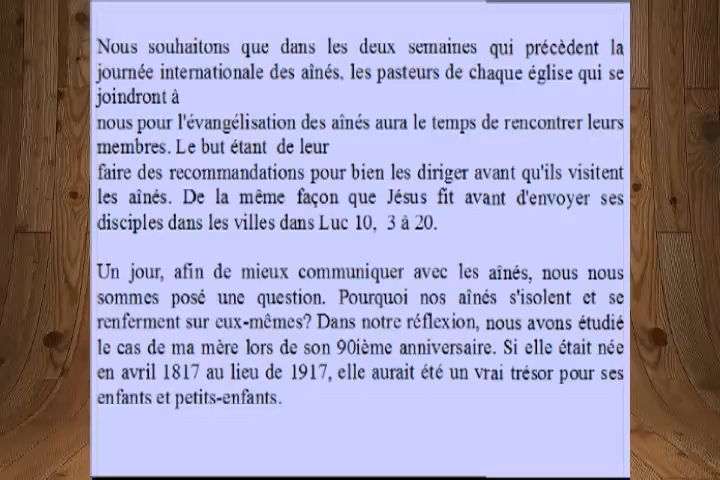 Nous souhaitons que dans les deux semaines qui précèdent la
journée internationale des aînés, les pasteurs de chaque église qui se
joindront à
nous pour l'évangélisation des aînés aura le temps de rencontrer leurs
membres. Le but étant de leur
faire des recommandations pour bien les diriger avant qu'ils visitent
les aînés. De la même façon que Jésus fit avant d'envoyer ses
disciples dans les villes dans Luc 10, 3 à 20.
Un jour, afin de mieux communiquer avec les aînés, nous nous
sommes posé une question. Pourquoi nos aînés s'isolent et se
renferment sur eux-mêmes? Dans notre réflexion, nous avons étudié
le cas de ma mère lors de son 90ième anniversaire. Si elle était née
en avril 1817 au lieu de 1917, elle aurait été un vrai trésor pour ses
enfants et petits-enfants.